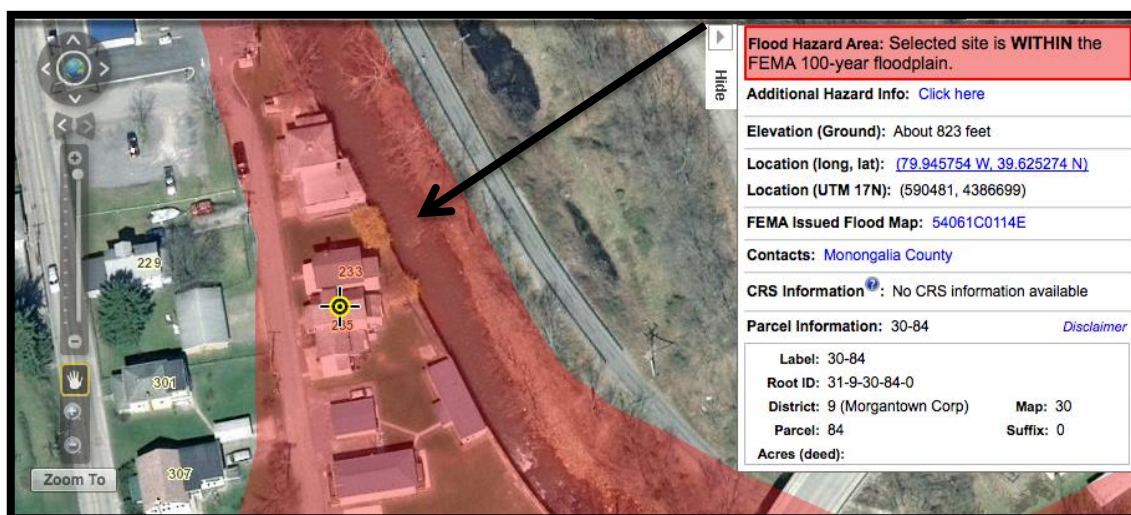 229
301
307
233
235
Zoom To
Hide
Flood Hazard Area: Selected site is WITHIN the
FEMA 100-year floodplain.
Additional Hazard Info: Click here
Elevation (Ground): About 823 feet
Location (long, lat): (79.945754 W, 39.625274 N)
Location (UTM 17N): (590481, 4386699)
FEMA Issued Flood Map: 54061C0114E
Contacts: Monongalia County
CRS Information?: No CRS information available
Parcel Information: 30-84 Disclaimer
Label: 30-84
Root ID: 31-9-30-84-0
District: 9 (Morgantown Corp) Map: 30
Parcel: 84 Suffix: 0
Acres (deed):